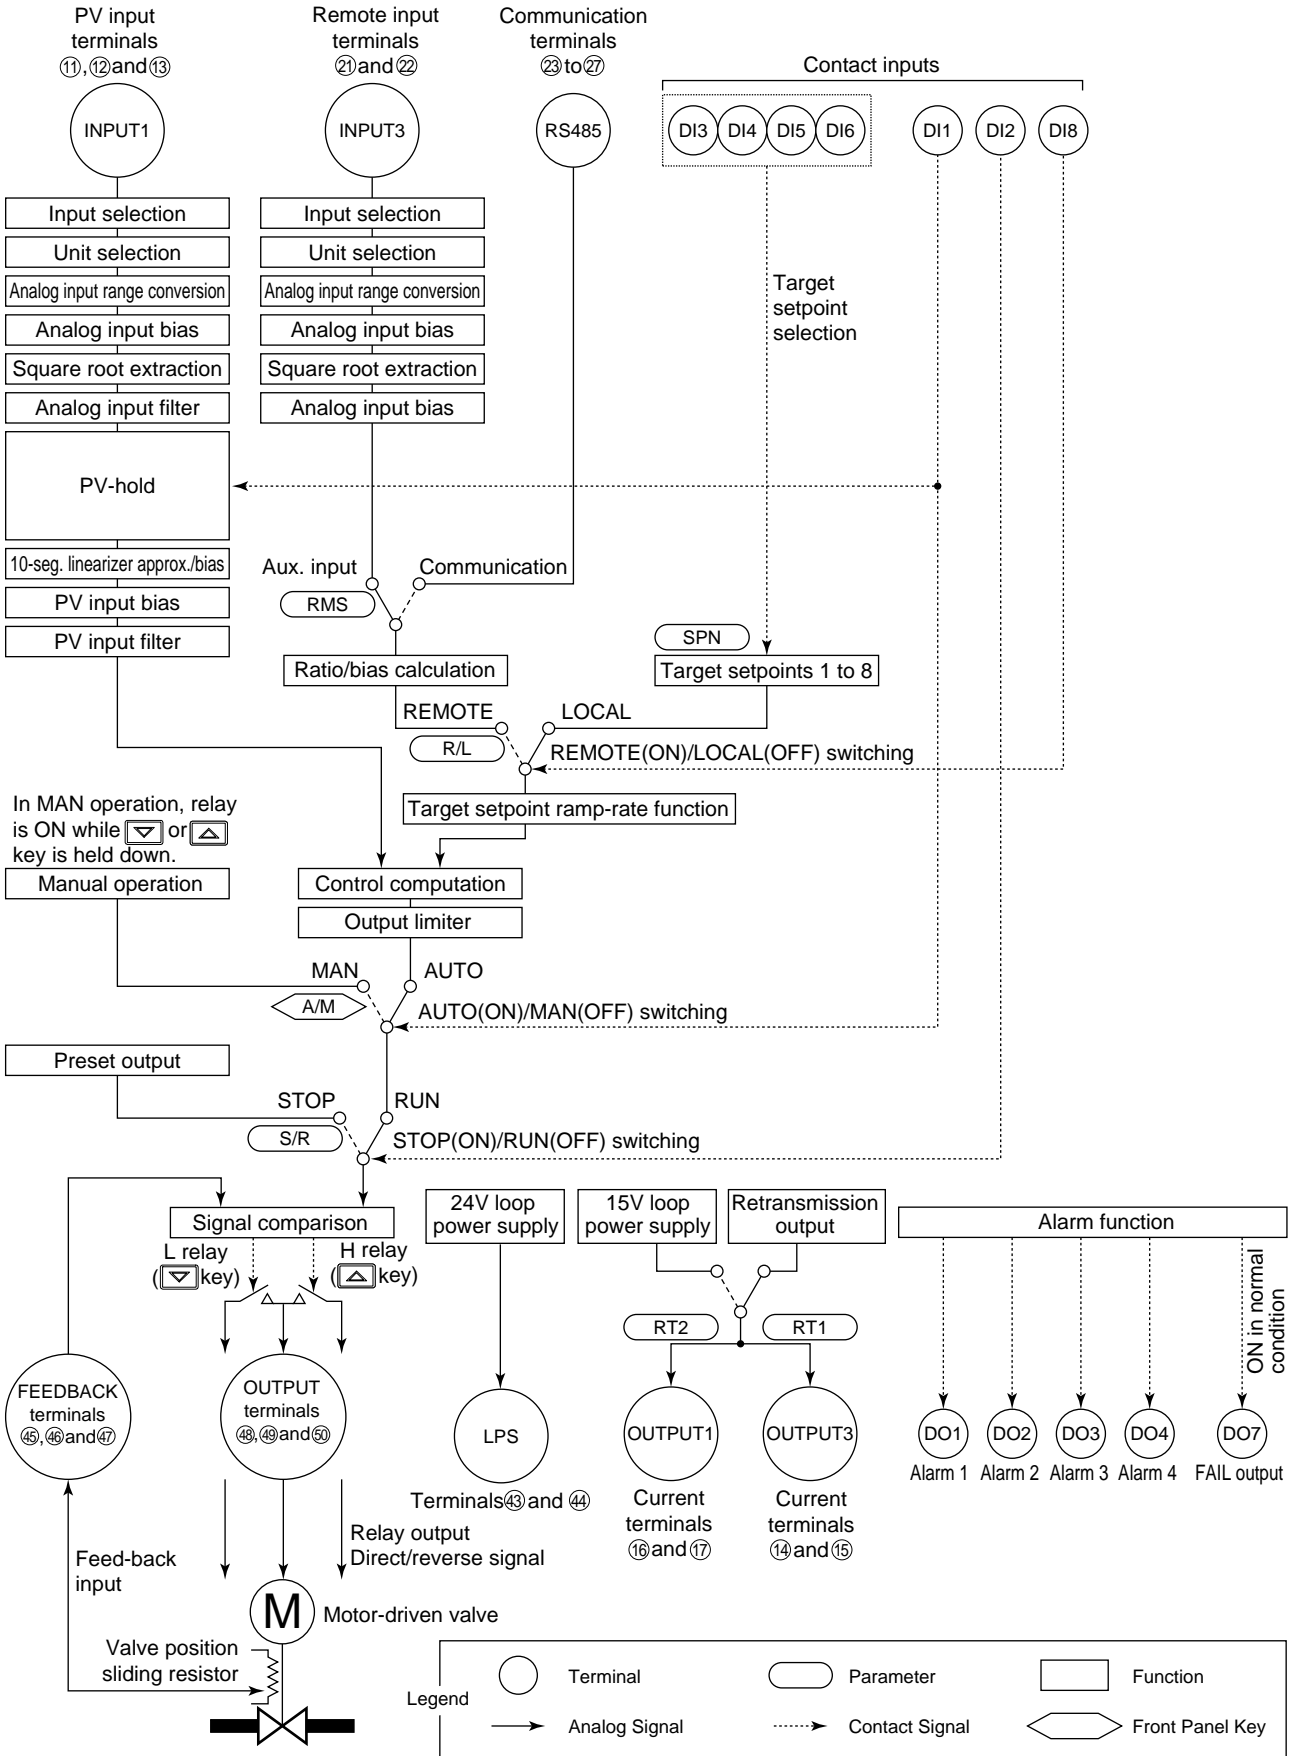 PV input
terminals
⑪,⑫and⑬
Remote input
terminals
㉑and㉒
Communication
terminals
㉓to㉗
Contact inputs
INPUT1
INPUT3
RS485
DI3
DI4
DI5
DI6
DI1
DI2
DI8
Input selection
Unit selection
Analog input range conversion
Analog input bias
Square root extraction
Analog input filter
PV-hold
10-seg. linearizer approx./bias
PV input bias
PV input filter
Input selection
Unit selection
Analog input range conversion
Analog input bias
Square root extraction
Analog input bias
Target
setpoint
selection
Aux. input
Communication
RMS
SPN
Ratio/bias calculation
Target setpoints 1 to 8
REMOTE
LOCAL
R/L
REMOTE(ON)/LOCAL(OFF) switching
Target setpoint ramp-rate function
In MAN operation, relay
is ON while ▽ or △
key is held down.
Manual operation
Control computation
Output limiter
MAN
AUTO
A/M
AUTO(ON)/MAN(OFF) switching
Preset output
STOP
RUN
S/R
STOP(ON)/RUN(OFF) switching
Signal comparison
L relay
(▽ key)
H relay
(△ key)
24V loop
power supply
15V loop
power supply
Retransmission
output
Alarm function
RT2
RT1
ON in normal
condition
FEEDBACK
terminals
㊺,㊻and㊼
OUTPUT
terminals
㊽,㊾and㊿
LPS
OUTPUT1
OUTPUT3
DO1
DO2
DO3
DO4
DO7
Alarm 1
Alarm 2
Alarm 3
Alarm 4
FAIL output
Terminals㊸and ㊹
Current
terminals
⑯and⑰
Current
terminals
⑭and⑮
Relay output
Direct/reverse signal
Feed-back
input
M
Motor-driven valve
Valve position
sliding resistor
Legend
Terminal
Parameter
Function
Analog Signal
Contact Signal
Front Panel Key